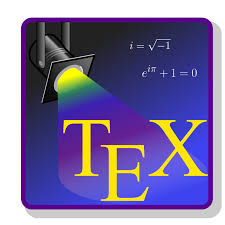 i = √−1
e^{iπ} + 1 = 0
TEX